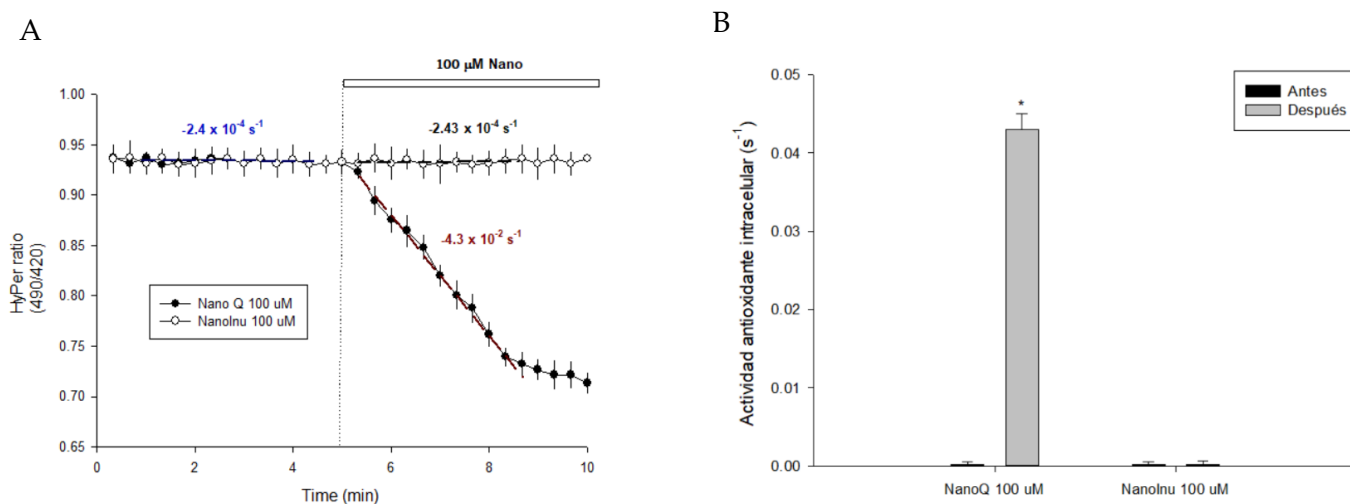 A
100 μM Nano
1.00
0.95
0.90
0.85
0.80
0.75
0.70
0.65
-2.4 x 10⁻⁴ s⁻¹
-2.43 x 10⁻⁴ s⁻¹
-4.3 x 10⁻² s⁻¹
HyPer ratio
(490/420)
Nano Q 100 uM
NanoInu 100 uM
0 2 4 6 8 10
Time (min)
B
0.05
0.04
0.03
0.02
0.01
0.00
Actividad antioxidante intracelular (s⁻¹)
Antes
Después
*
NanoQ 100 uM
NanoInu 100 uM